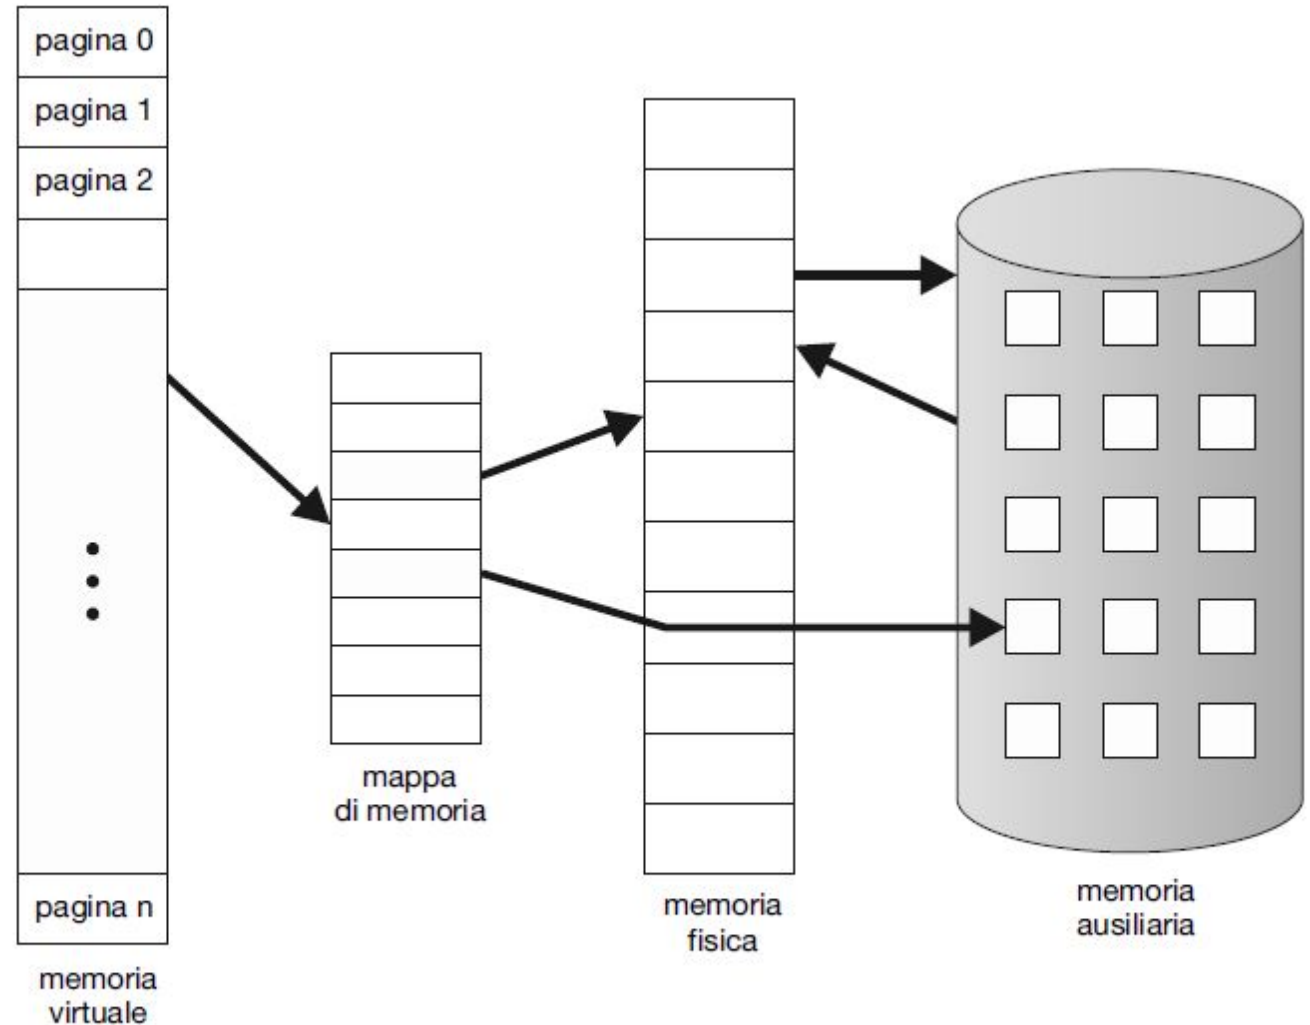 pagina 0
pagina 1
pagina 2
pagina n
memoria
virtuale
mappa
di memoria
memoria
fisica
memoria
ausiliaria